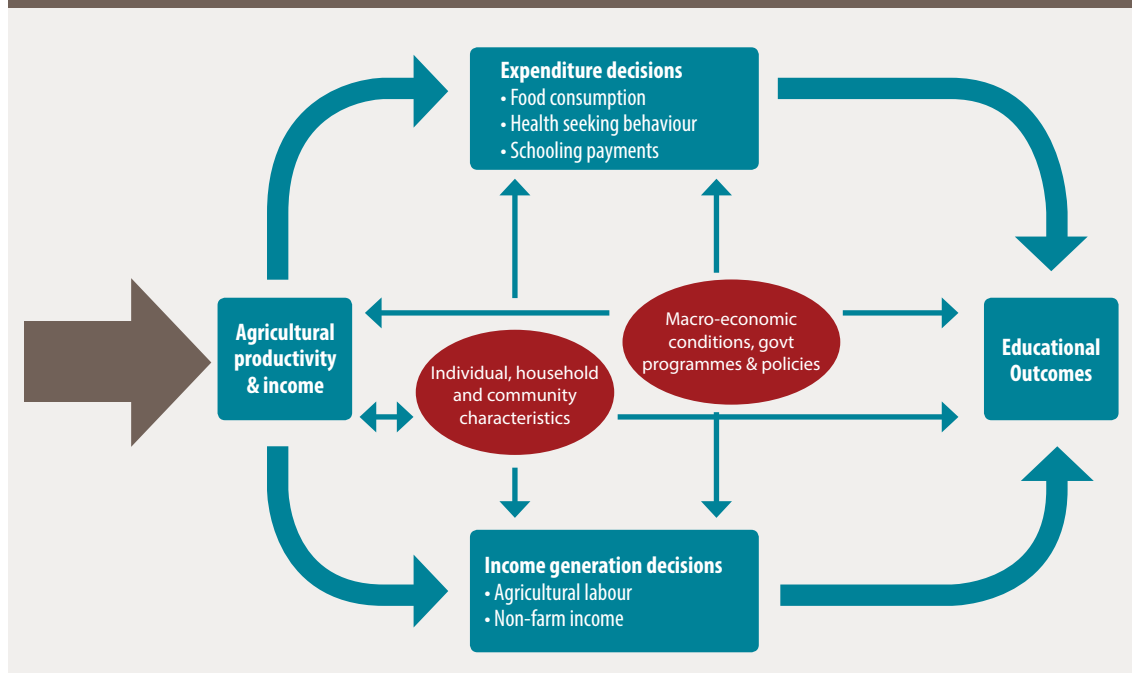 Expenditure decisions
• Food consumption
• Health seeking behaviour
• Schooling payments
Agricultural
productivity
& income
Individual, household
and community
characteristics
Macro-economic
conditions, govt
programmes & policies
Educational
Outcomes
Income generation decisions
• Agricultural labour
• Non-farm income